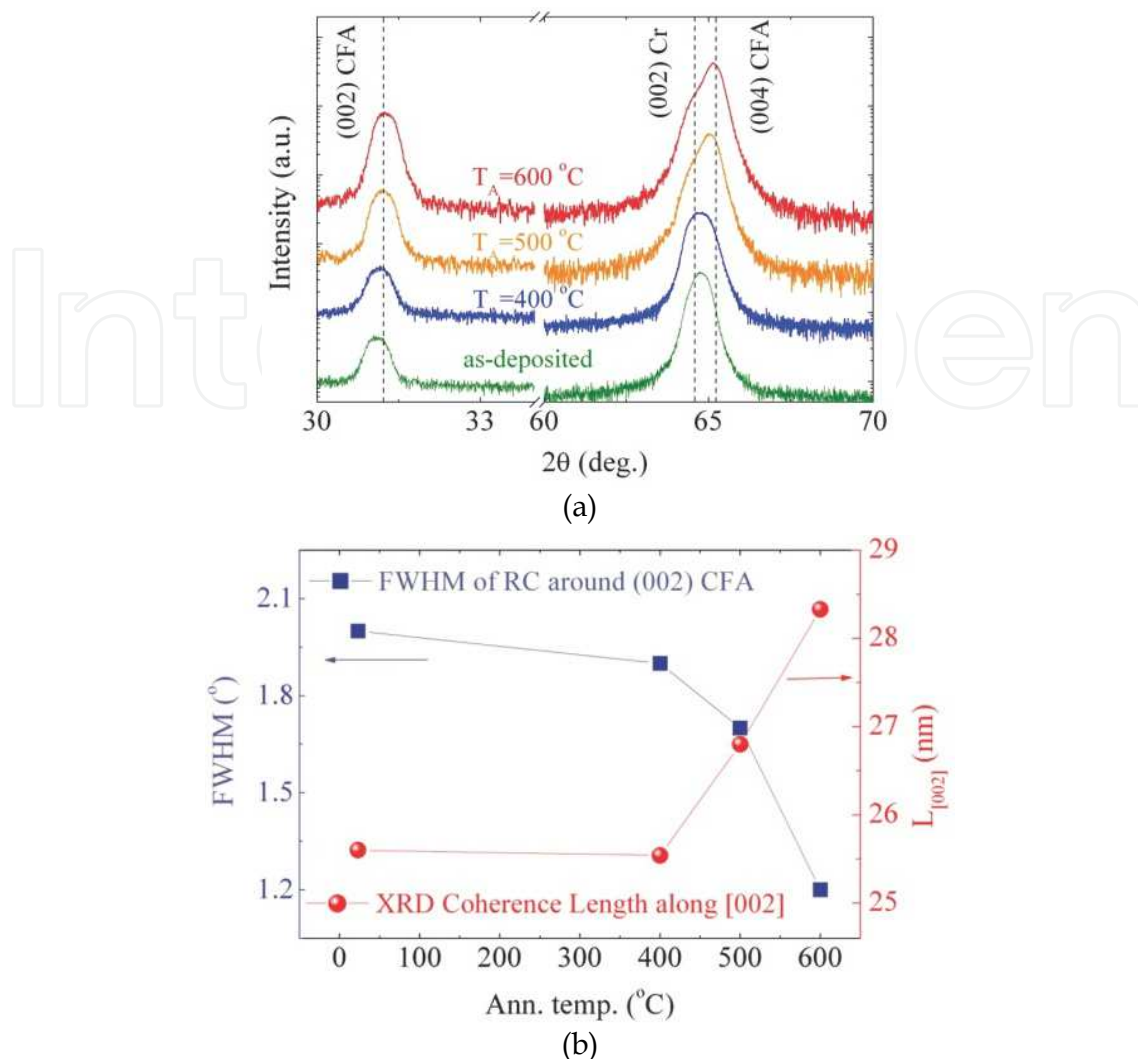 (002) CFA
(002) Cr
(004) CFA
Intensity (a.u.)
T_A=600 °C
T_A=500 °C
T_A=400 °C
as-deposited
30 33 60 65 70
2θ (deg.)
(a)
FWHM of RC around (002) CFA
XRD Coherence Length along [002]
FWHM (°)
2.1
1.8
1.5
1.2
L[002] (nm)
29
28
27
26
25
0 100 200 300 400 500 600
Ann. temp. (°C)
(b)